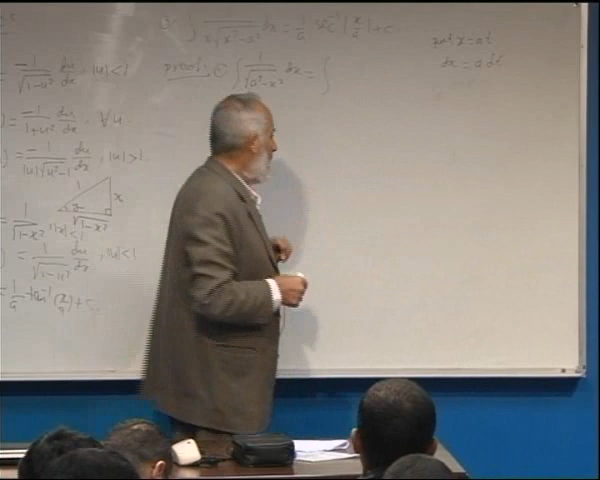 ③ ∫ 1/(x√(x²-a²)) dx = 1/a sec⁻¹|x/a| + c
put x = at
dx = a dt
proof: ① ∫ 1/√(a²-x²) dx = ∫
= -1/√(1-u²) du/dx , |u|<1
) = -1/(1+u²) du/dx , ∀u
) = -1/(|u|√(u²-1)) du/dx , |u|>1
1
x
√(1-x²)
= 1/√(1-x²) , |x|<1
) = 1/√(1-u²) du/dx , |u|<1
= 1/a tan⁻¹(x/a) + c